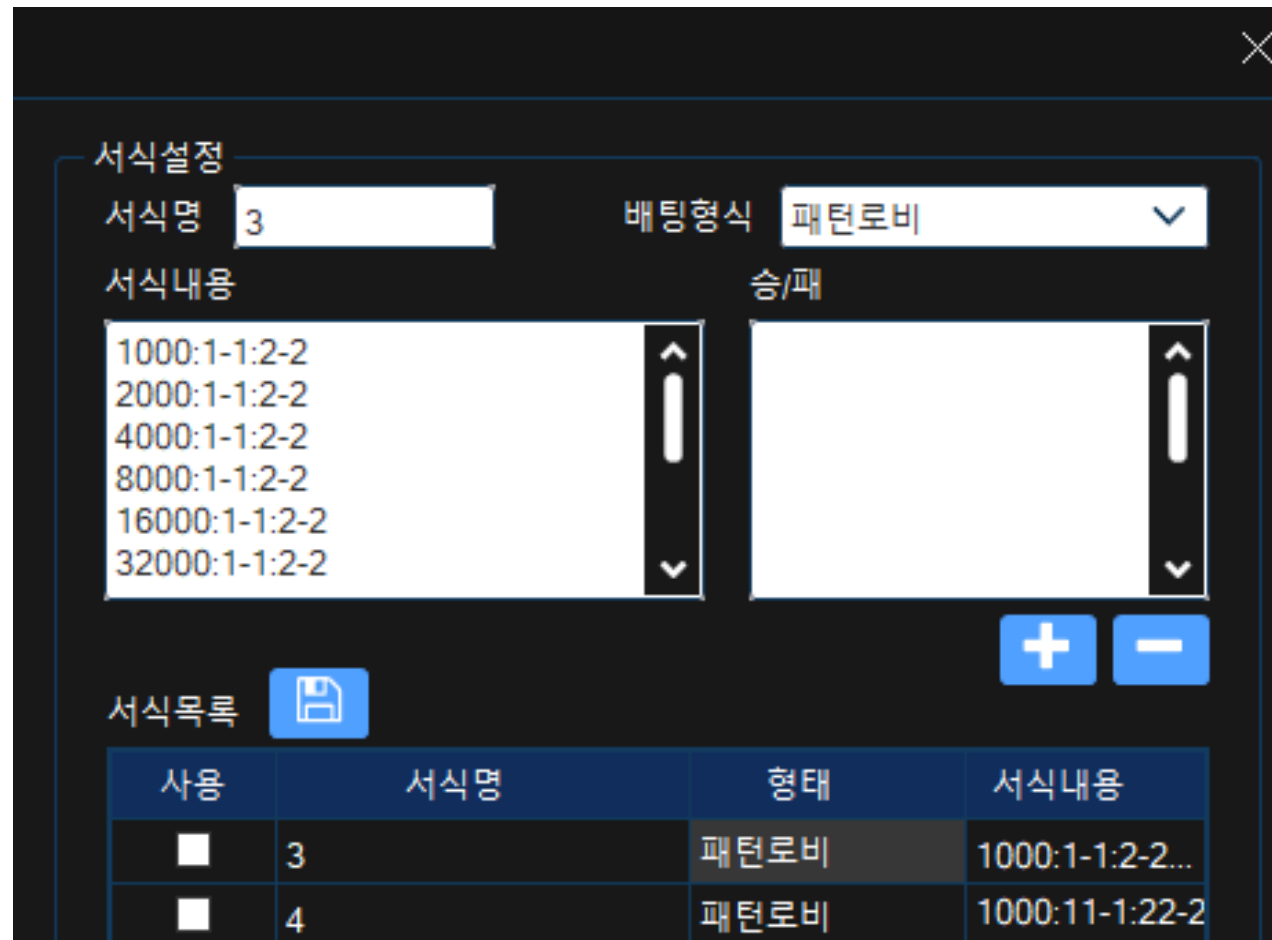 서식설정
서식명 3 배팅형식 패턴로비
서식내용 승/패
1000:1-1:2-2
2000:1-1:2-2
4000:1-1:2-2
8000:1-1:2-2
16000:1-1:2-2
32000:1-1:2-2
서식목록
사용 서식명 형태 서식내용
3 패턴로비 1000:1-1:2-2...
4 패턴로비 1000:11-1:22-2